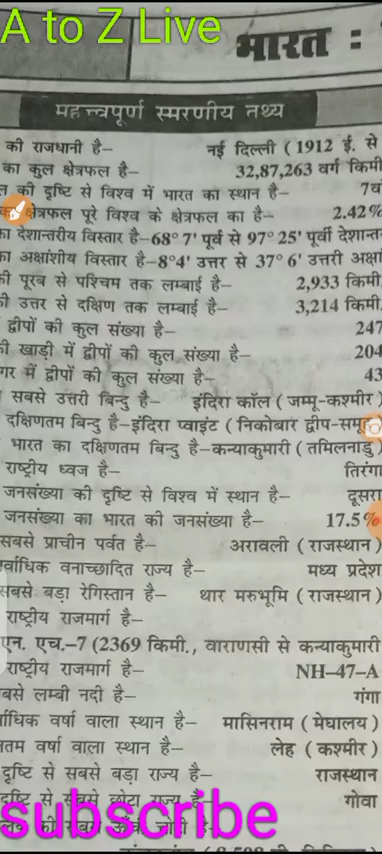 A to Z Live
भारत :
महत्त्वपूर्ण स्मरणीय तथ्य
की राजधानी है– नई दिल्ली ( 1912 ई. से
का कुल क्षेत्रफल है– 32,87,263 वर्ग किमी
की दृष्टि से विश्व में भारत का स्थान है– 7व
क्षेत्रफल पूरे विश्व के क्षेत्रफल का है– 2.42%
का देशान्तरीय विस्तार है–68° 7' पूर्व से 97° 25' पूर्वी देशान्त
का अक्षांशीय विस्तार है–8°4' उत्तर से 37° 6' उत्तरी अक्षां
की पूरब से पश्चिम तक लम्बाई है– 2,933 किमी
की उत्तर से दक्षिण तक लम्बाई है– 3,214 किमी
द्वीपों की कुल संख्या है– 247
की खाड़ी में द्वीपों की कुल संख्या है– 204
गर में द्वीपों की कुल संख्या है– 43
सबसे उत्तरी बिन्दु है– इंदिरा कॉल ( जम्मू-कश्मीर )
दक्षिणतम बिन्दु है–इंदिरा प्वाइंट ( निकोबार द्वीप-समू
भारत का दक्षिणतम बिन्दु है–कन्याकुमारी ( तमिलनाडु )
राष्ट्रीय ध्वज है– तिरंगा
जनसंख्या की दृष्टि से विश्व में स्थान है– दूसरा
जनसंख्या का भारत की जनसंख्या है– 17.5%
सबसे प्राचीन पर्वत है– अरावली ( राजस्थान )
र्वाधिक वनाच्छादित राज्य है– मध्य प्रदेश
सबसे बड़ा रेगिस्तान है– थार मरुभूमि ( राजस्थान )
राष्ट्रीय राजमार्ग है–
एन. एच.–7 (2369 किमी., वाराणसी से कन्याकुमारी
राष्ट्रीय राजमार्ग है– NH–47–A
बसे लम्बी नदी है– गंगा
र्वाधिक वर्षा वाला स्थान है– मासिनराम ( मेघालय )
नतम वर्षा वाला स्थान है– लेह ( कश्मीर )
दृष्टि से सबसे बड़ा राज्य है– राजस्थान
दृष्टि से सबसे छोटा राज्य है– गोवा
subscribe